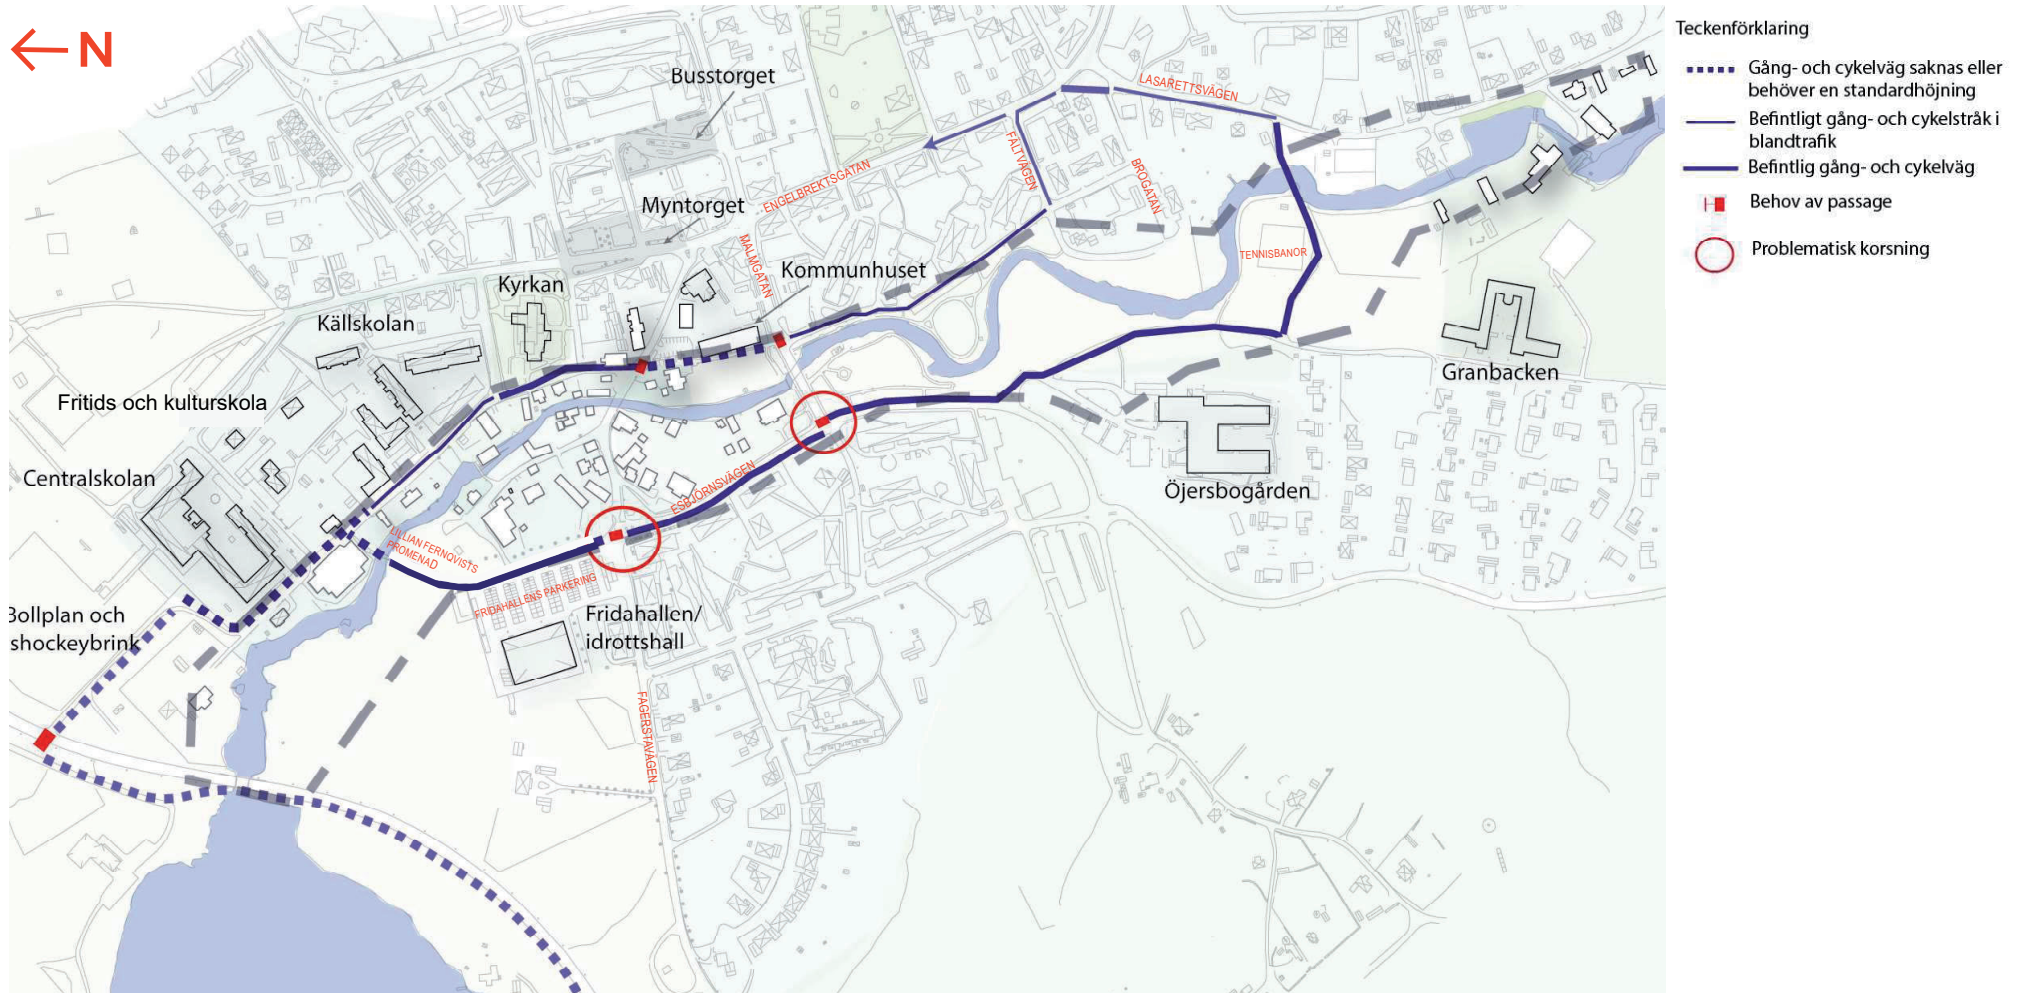 N
Busstorget
LASARETTSVÄGEN
FÄLTVÄGEN
BROGATAN
ENGELBREKTSGATAN
Myntorget
MALMGATAN
TENNISBANOR
Kommunhuset
Kyrkan
Källskolan
Granbacken
Fritids och kulturskola
Centralskolan
Öjersbogården
ESBJÖRNSVÄGEN
LILLIAN FERNQVISTS
PROMENAD
FRIDAHALLENS PARKERING
Fridahallen/
idrottshall
Bollplan och
shockeybrink
FAGERSTAVÄGEN
Teckenförklaring
Gång- och cykelväg saknas eller
behöver en standardhöjning
Befintligt gång- och cykelstråk i
blandtrafik
Befintlig gång- och cykelväg
Behov av passage
Problematisk korsning